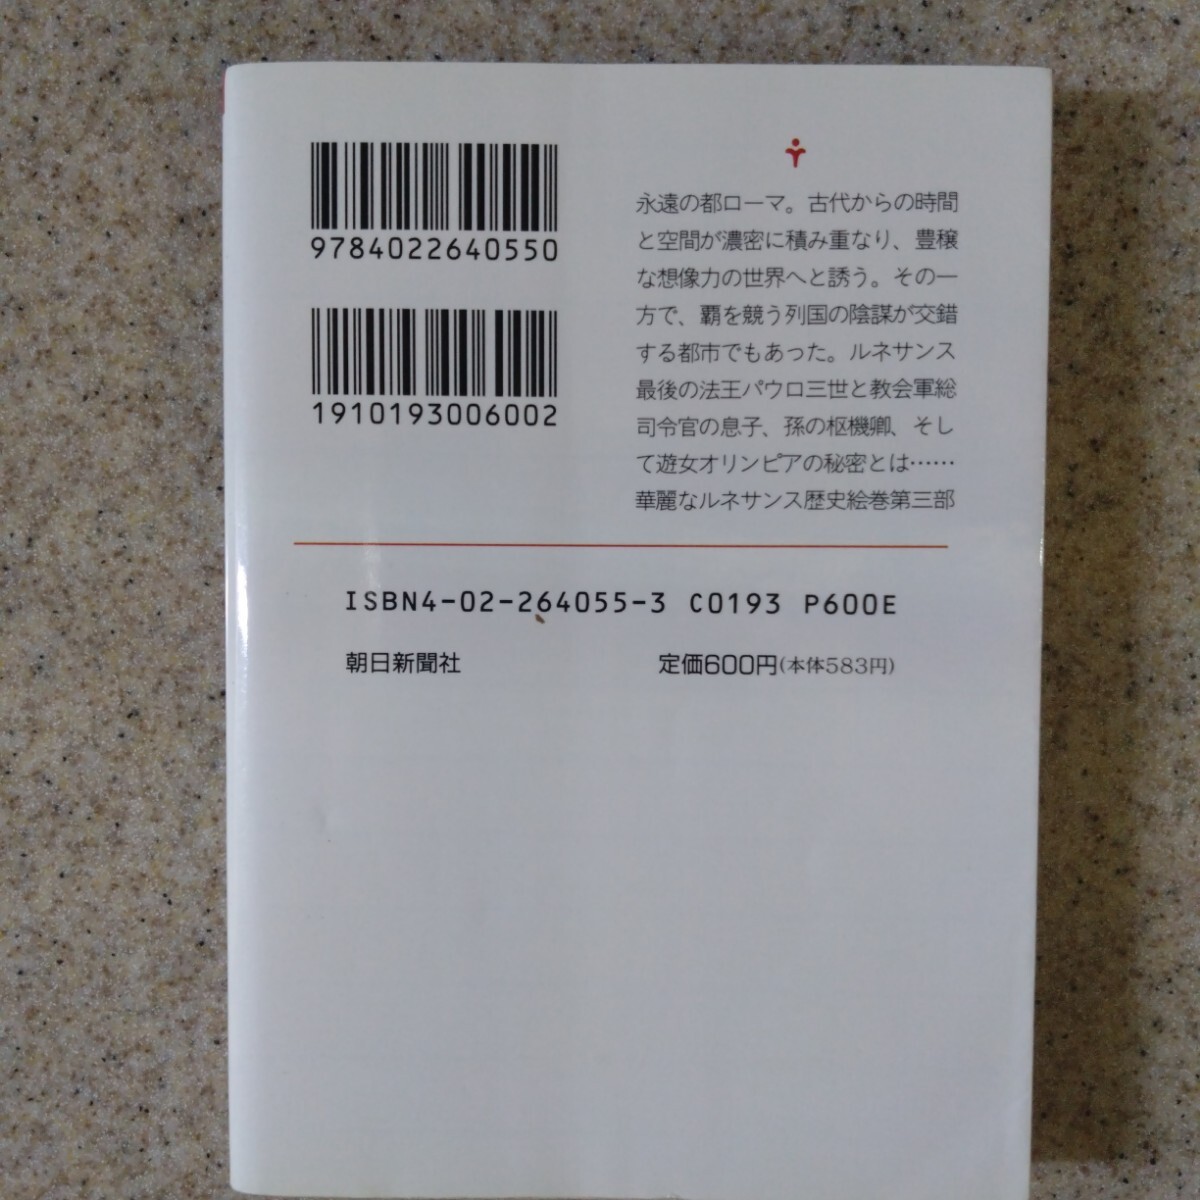 9784022640550
1910193006002
永遠の都ローマ。古代からの時間
と空間が濃密に積み重なり、豊穣
な想像力の世界へと誘う。その一
方で、覇を競う列国の陰謀が交錯
する都市でもあった。ルネサンス
最後の法王パウロ三世と教会軍総
司令官の息子、孫の枢機卿、そし
て遊女オリンピアの秘密とは……
華麗なルネサンス歴史絵巻第三部
ISBN4-02-264055-3 C0193 P600E
朝日新聞社 定価600円(本体583円)